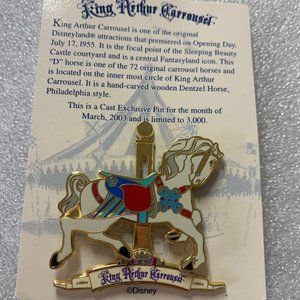 King Arthur Carrousel
King Arthur Carrousel is one of the original
Disneyland® attractions that premiered on Opening Day,
July 17, 1955. It is the focal point of the Sleeping Beauty
Castle courtyard and is a central Fantasyland icon. This
"D" horse is one of the 72 original carrousel horses and
is located on the inner most circle of King Arthur
Carrousel. It is a hand-carved wooden Dentzel Horse,
Philadelphia style.
This is a Cast Exclusive Pin for the month of
March, 2003 and is limited to 3,000.
King Arthur Carrousel
©Disney